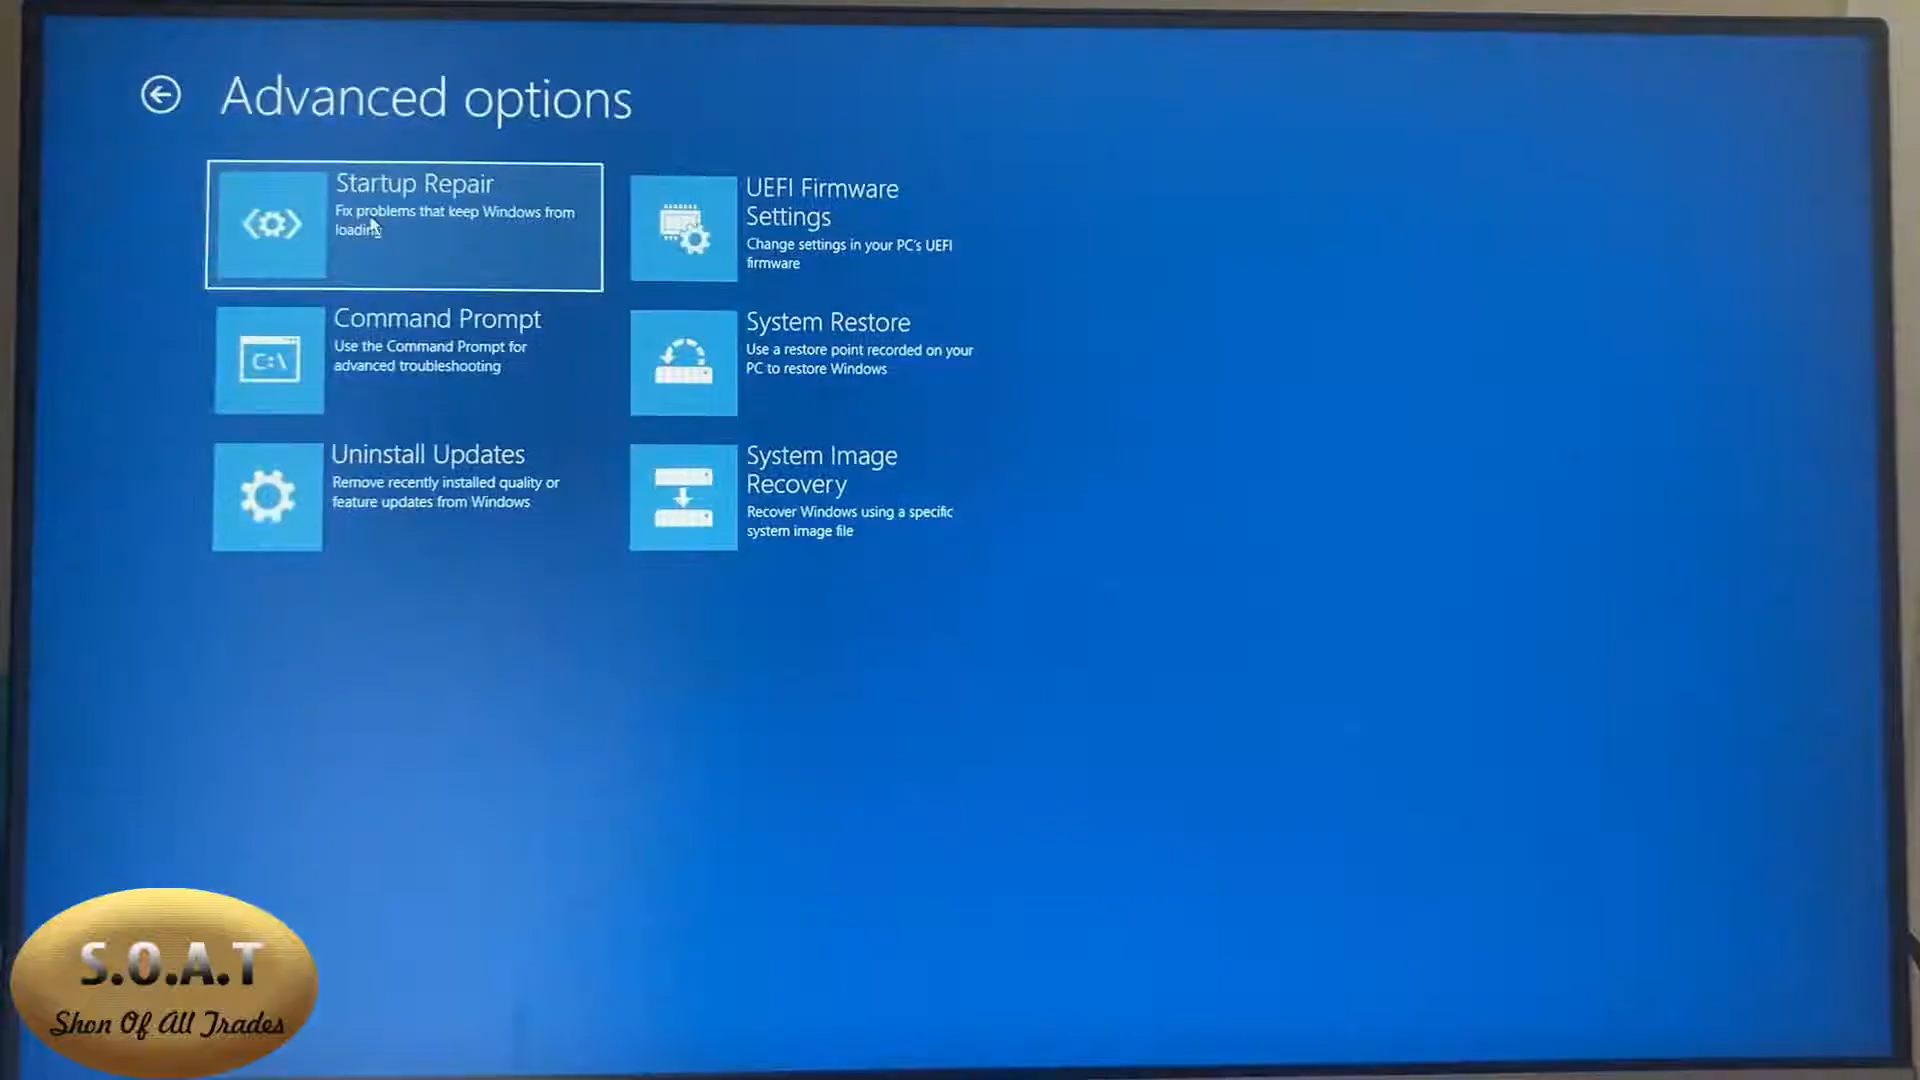 Advanced options
Startup Repair
Fix problems that keep Windows from
loading
Command Prompt
Use the Command Prompt for
advanced troubleshooting
C:\
Uninstall Updates
Remove recently installed quality or
feature updates from Windows
UEFI Firmware
Settings
Change settings in your PC's UEFI
firmware
System Restore
Use a restore point recorded on your
PC to restore Windows
System Image
Recovery
Recover Windows using a specific
system image file
S.O.A.T
Shon Of All Trades